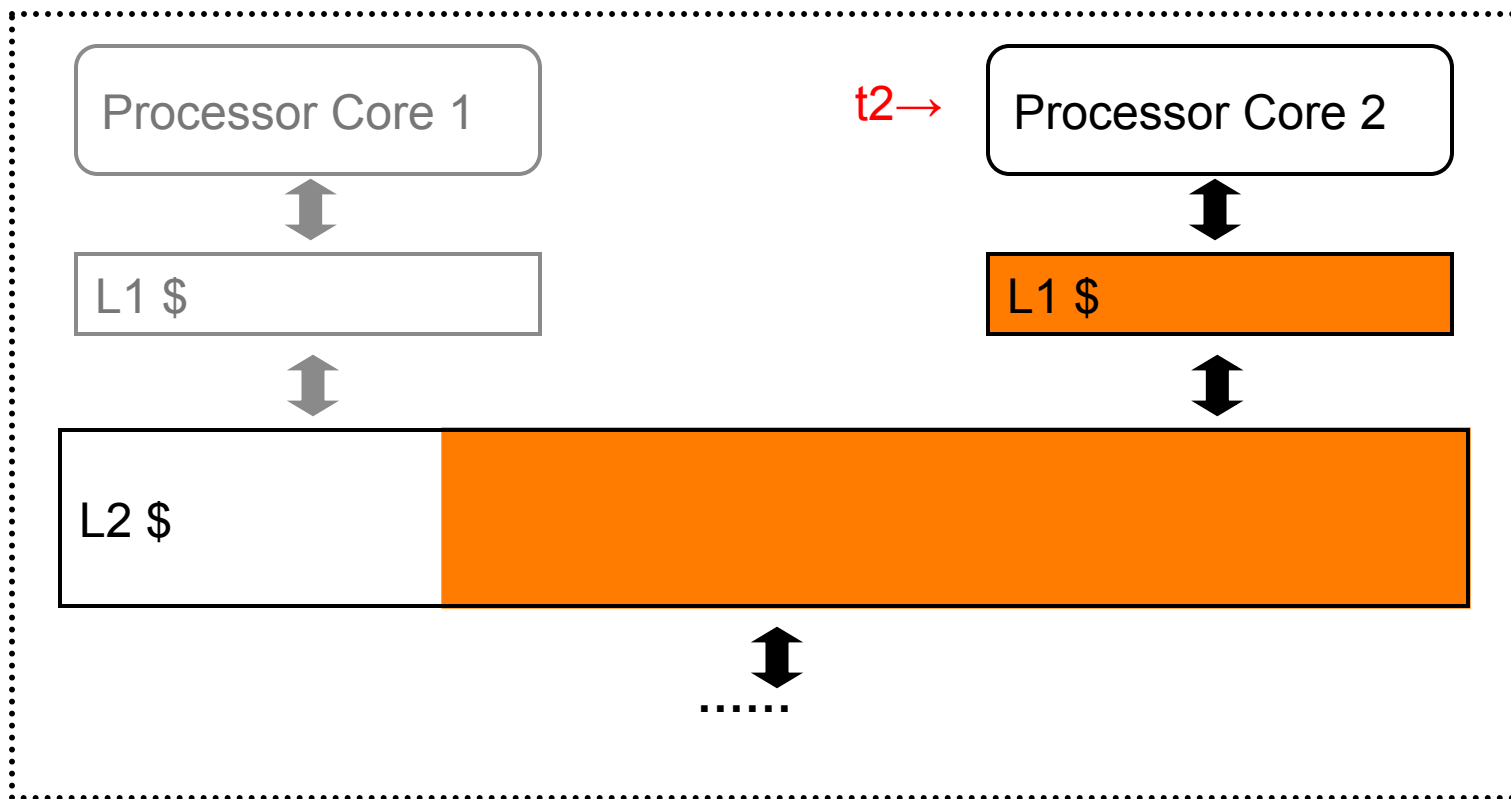 Processor Core 1
t2→
Processor Core 2
L1 $
L1 $
L2 $
......